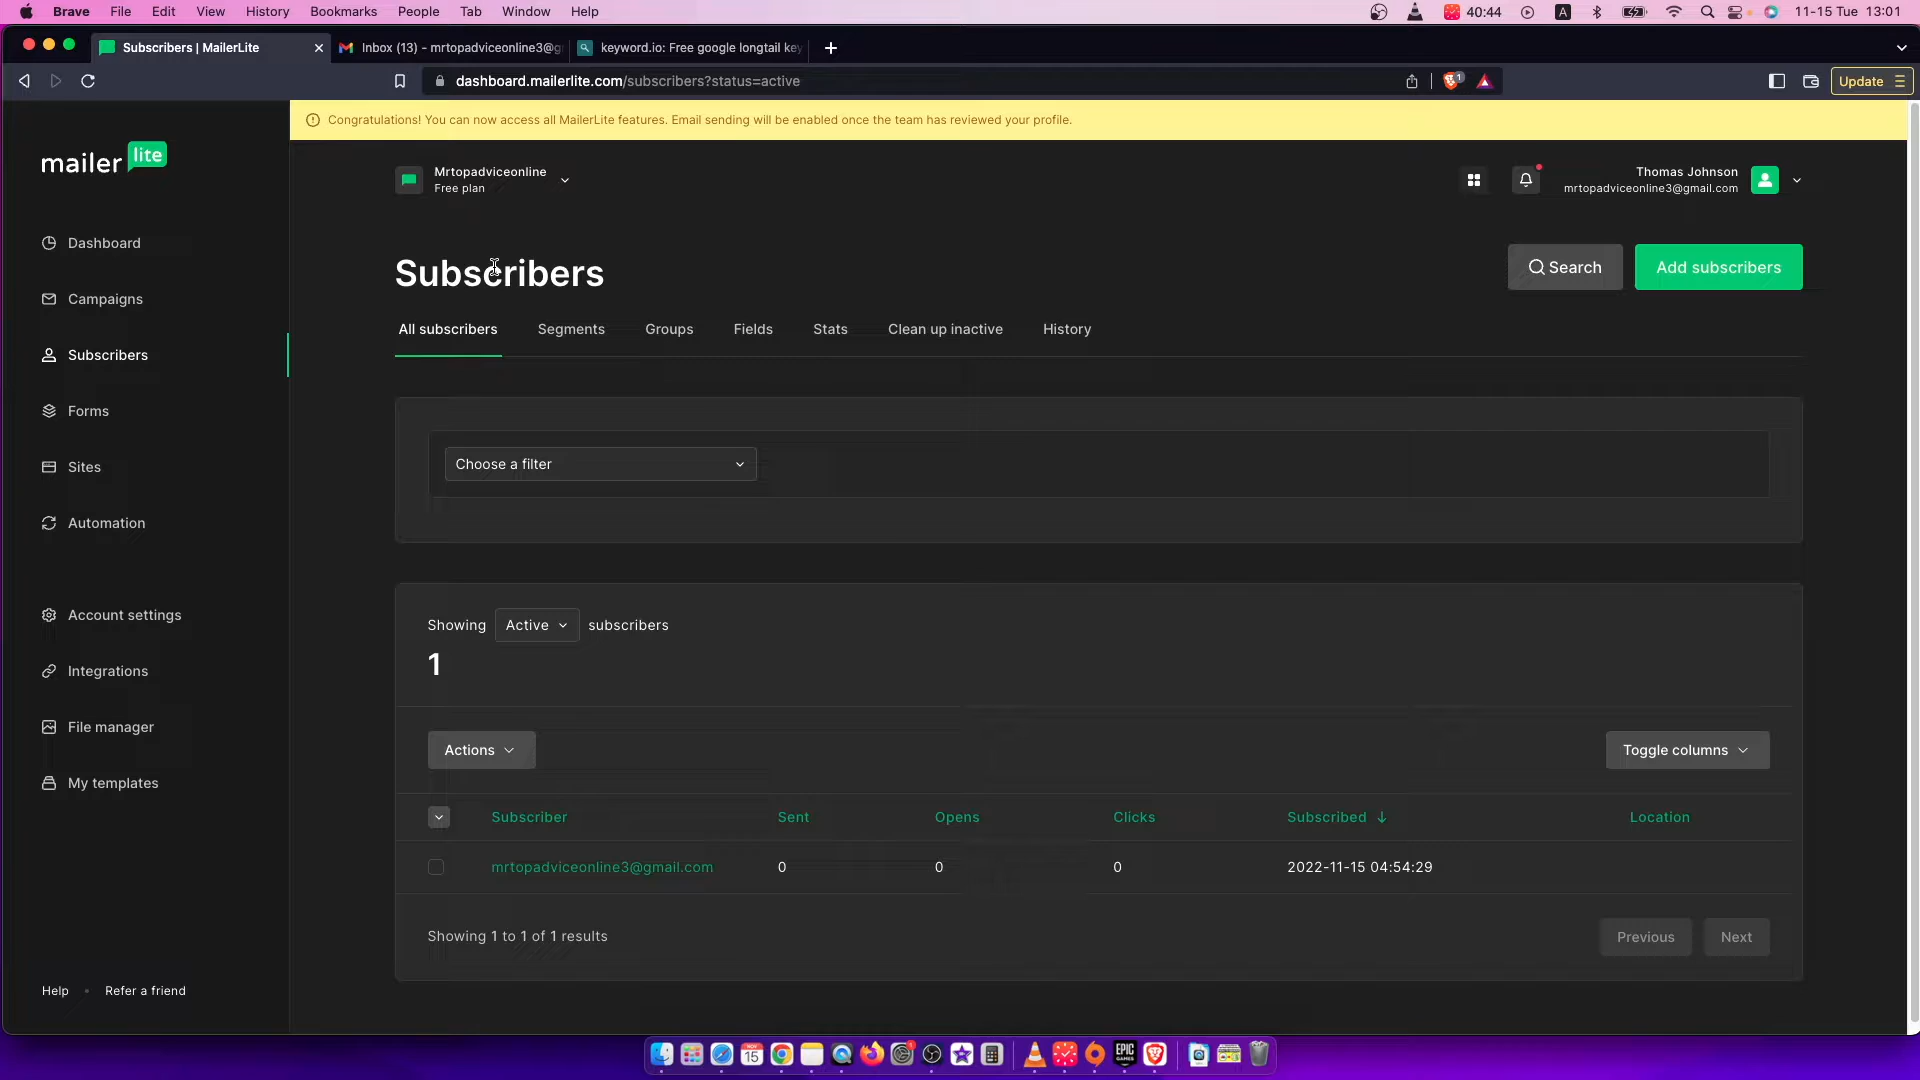 Brave File Edit View History Bookmarks People Tab Window Help 40:44 A 11-15 Tue 13:01
Subscribers | MailerLite Inbox (13) - mrtopadviceonline3@g keyword.io: Free google longtail key
dashboard.mailerlite.com/subscribers?status=active 1 Update
Congratulations! You can now access all MailerLite features. Email sending will be enabled once the team has reviewed your profile.
mailer lite
Mrtopadviceonline
Free plan
Thomas Johnson
mrtopadviceonline3@gmail.com
Dashboard
Campaigns
Subscribers
Forms
Sites
Automation
Account settings
Integrations
File manager
My templates
Help • Refer a friend
Subscribers
Search
Add subscribers
All subscribers Segments Groups Fields Stats Clean up inactive History
Choose a filter
Showing Active subscribers
1
Actions
Toggle columns
Subscriber Sent Opens Clicks Subscribed ↓ Location
mrtopadviceonline3@gmail.com 0 0 0 2022-11-15 04:54:29
Showing 1 to 1 of 1 results
Previous Next
NOV
15
1
EPIC
GAMES